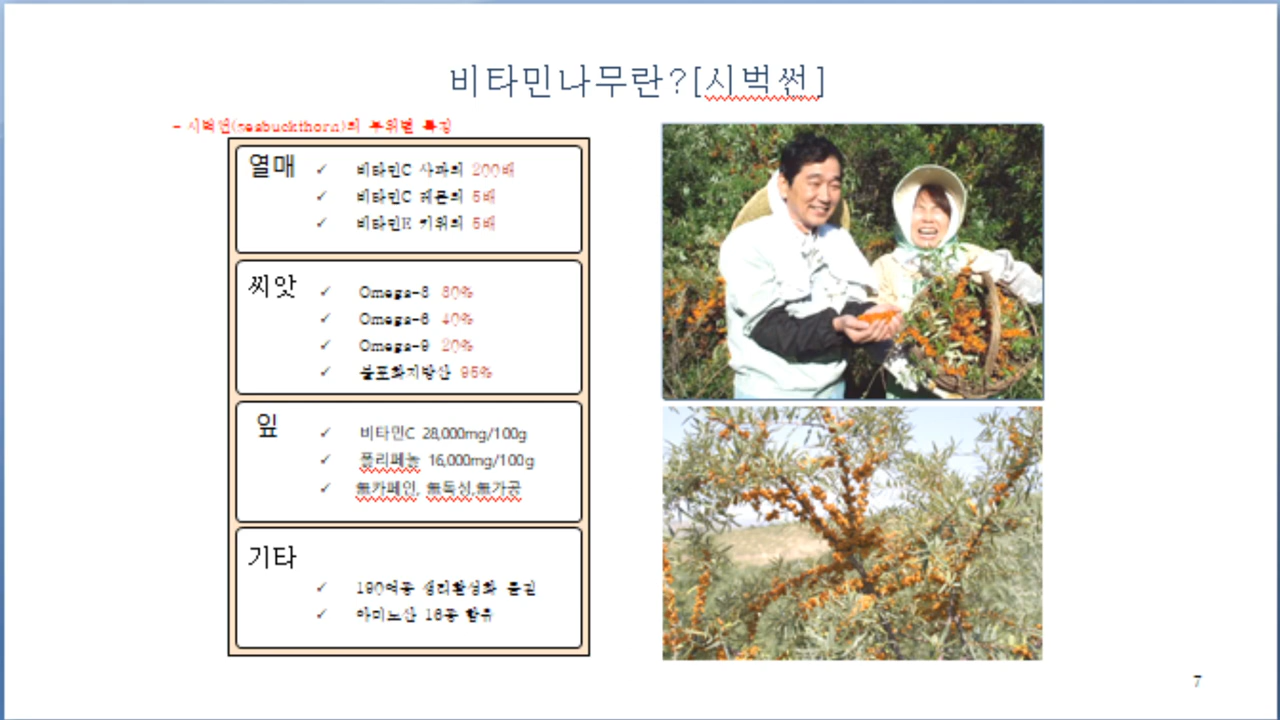 비타민나무란?[시벅썬]
- 시벅썬(seabuckthorn)의 부위별 특징
열매
✓ 비타민C 사과의 200배
✓ 비타민C 레몬의 5배
✓ 비타민E 키위의 5배
씨앗
✓ Omega-3 80%
✓ Omega-6 40%
✓ Omega-9 20%
✓ 불포화지방산 95%
잎
✓ 비타민C 28,000mg/100g
✓ 폴리페놀 16,000mg/100g
✓ 無카페인, 無독성,無가공
기타
✓ 190여종 생리활성화 물질
✓ 아미노산 18종 함유
7